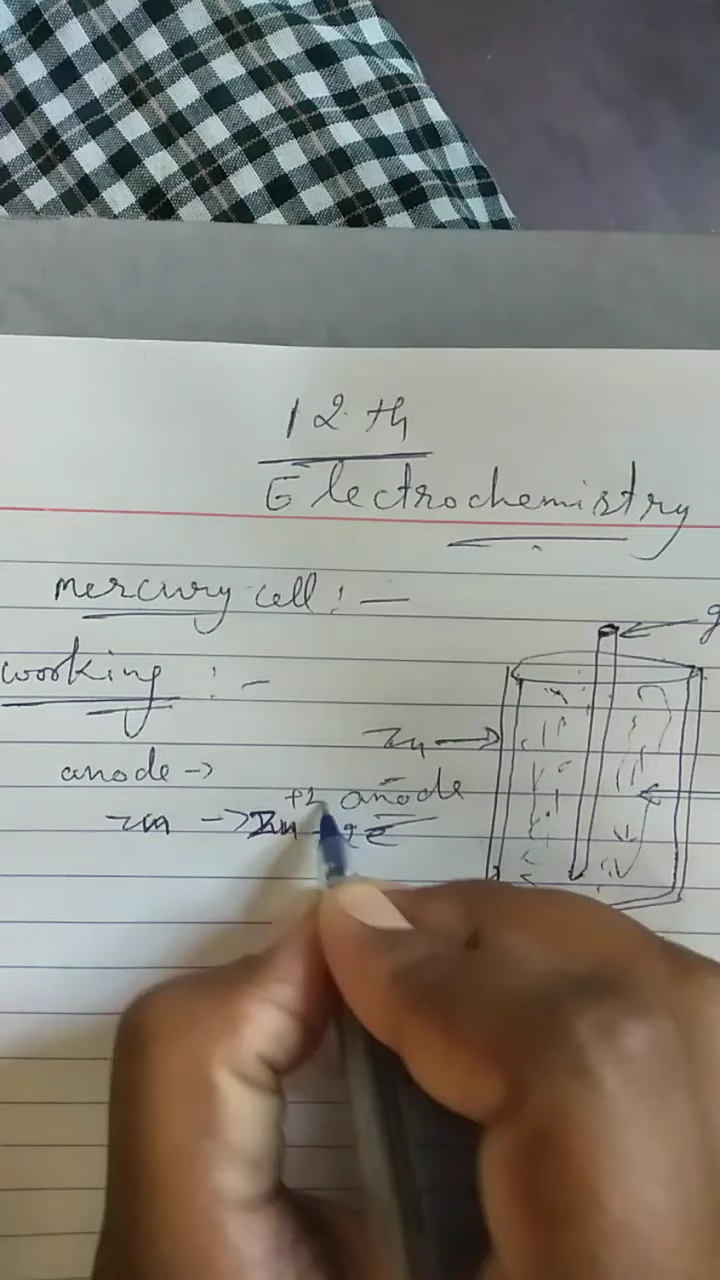 12th
Electrochemistry
mercury cell : —
working : -
Zn →
anode →
+2 anode
Zn → Zn 2e-